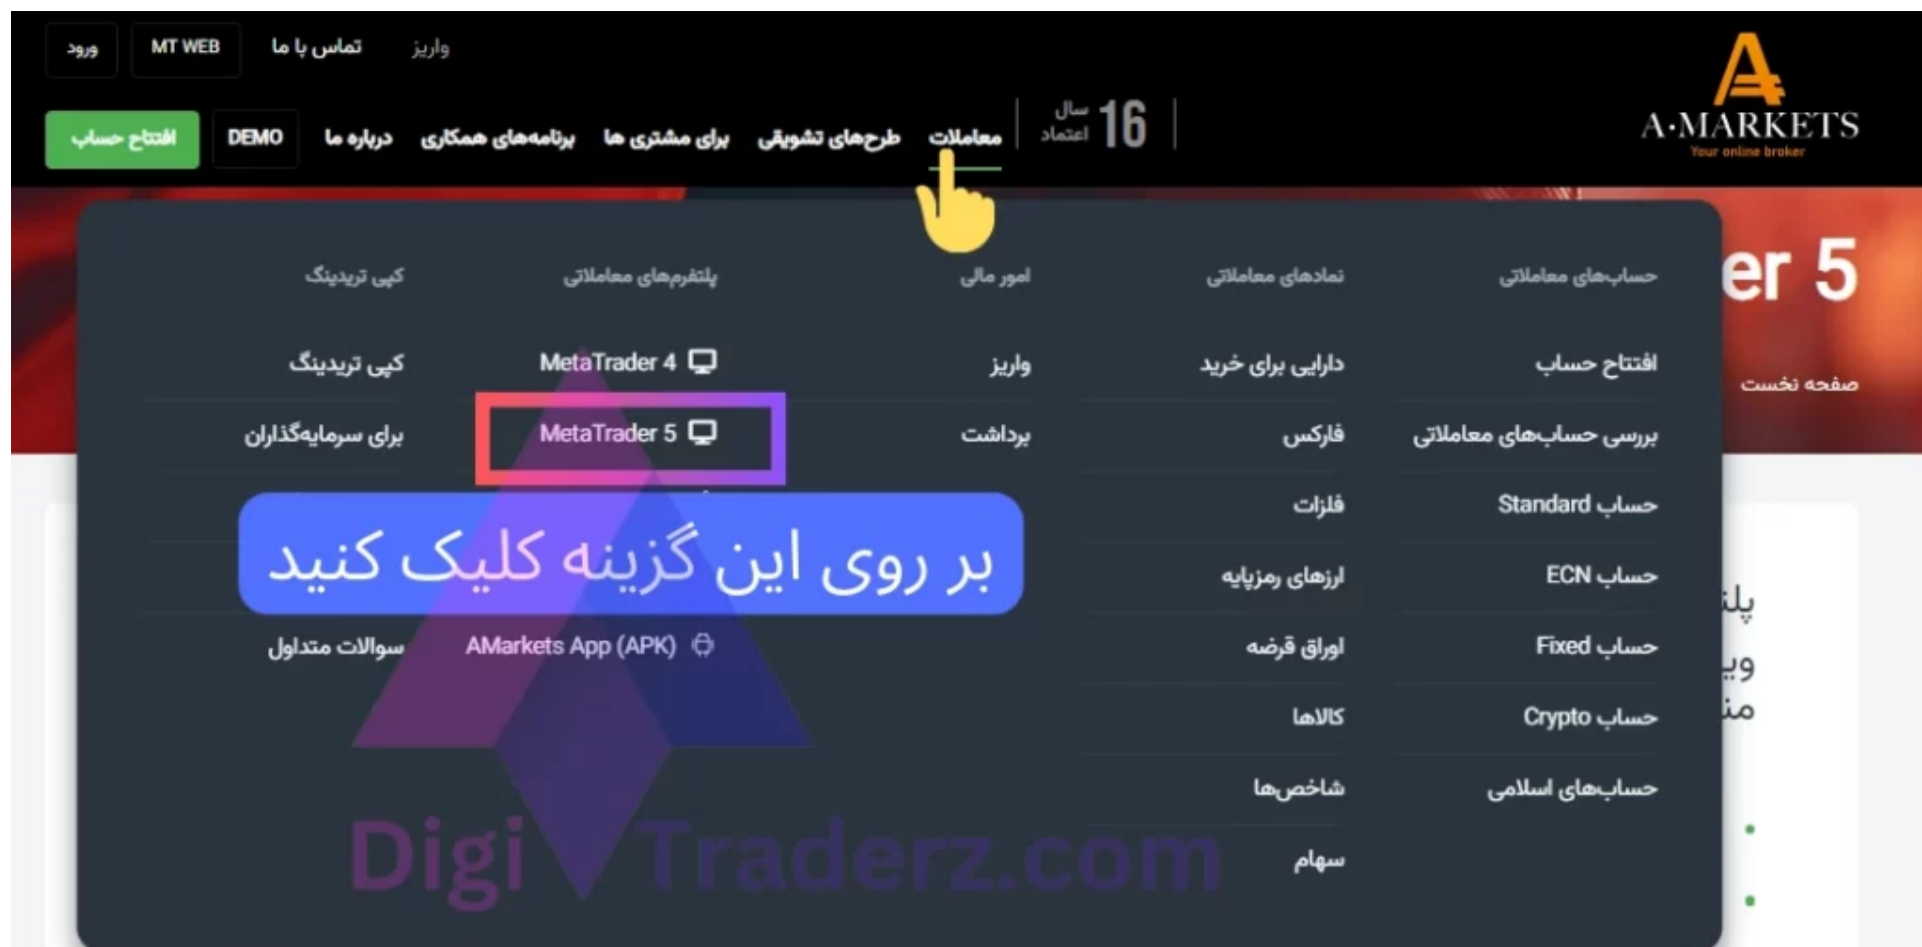 A·MARKETS
Your online broker
16 سال اعتماد
واریز
تماس با ما
MT WEB
ورود
معاملات
طرح‌های تشویقی
برای مشتری ها
برنامه‌های همکاری
درباره ما
DEMO
افتتاح حساب
er 5
صفحه نخست
حساب‌های معاملاتی
افتتاح حساب
بررسی حساب‌های معاملاتی
حساب Standard
حساب ECN
حساب Fixed
حساب Crypto
حساب‌های اسلامی
نمادهای معاملاتی
دارایی برای خرید
فارکس
فلزات
ارزهای رمزپایه
اوراق قرضه
کالاها
شاخص‌ها
سهام
امور مالی
واریز
برداشت
پلتفرم‌های معاملاتی
MetaTrader 4
MetaTrader 5
AMarkets App (APK)
کپی تریدینگ
کپی تریدینگ
برای سرمایه‌گذاران
سوالات متداول
بر روی این گزینه کلیک کنید
Digi Traderz.com